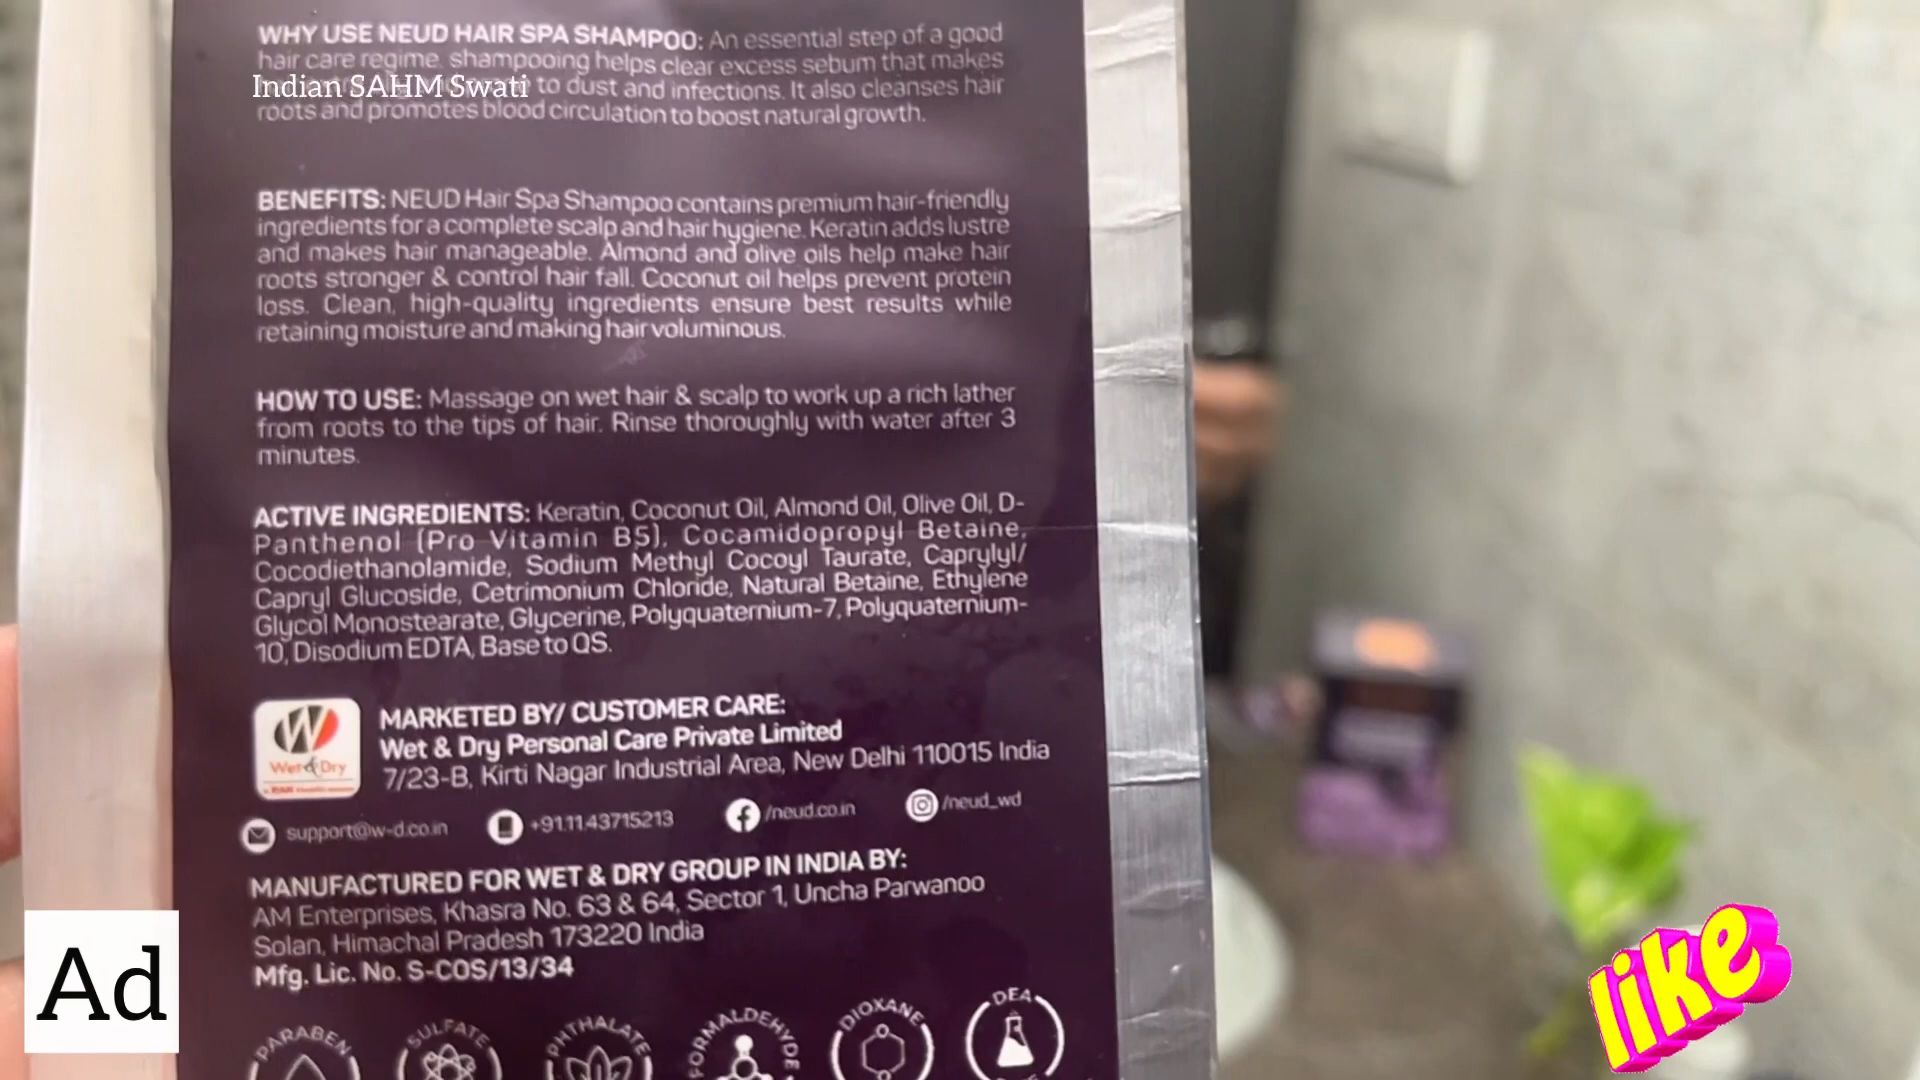 WHY USE NEUD HAIR SPA SHAMPOO: An essential step of a good
hair care regime, shampooing helps clear excess sebum that makes
Indian SAHM Swati
to dust and infections. It also cleanses hair
roots and promotes blood circulation to boost natural growth.
BENEFITS: NEUD Hair Spa Shampoo contains premium hair-friendly
ingredients for a complete scalp and hair hygiene. Keratin adds lustre
and makes hair manageable. Almond and olive oils help make hair
roots stronger & control hair fall. Coconut oil helps prevent protein
loss. Clean, high-quality ingredients ensure best results while
retaining moisture and making hair voluminous.
HOW TO USE: Massage on wet hair & scalp to work up a rich lather
from roots to the tips of hair. Rinse thoroughly with water after 3
minutes.
ACTIVE INGREDIENTS: Keratin, Coconut Oil, Almond Oil, Olive Oil, D-
Panthenol (Pro Vitamin B5), Cocamidopropyl Betaine,
Cocodiethanolamide, Sodium Methyl Cocoyl Taurate, Caprylyl/
Capryl Glucoside, Cetrimonium Chloride, Natural Betaine, Ethylene
Glycol Monostearate, Glycerine, Polyquaternium-7, Polyquaternium-
10, Disodium EDTA, Base to QS.
Wet & Dry
MARKETED BY/ CUSTOMER CARE:
Wet & Dry Personal Care Private Limited
7/23-B, Kirti Nagar Industrial Area, New Delhi 110015 India
support@w-d.co.in
+91.11.43715213
/neud.co.in
/neud_wd
MANUFACTURED FOR WET & DRY GROUP IN INDIA BY:
AM Enterprises, Khasra No. 63 & 64, Sector 1, Uncha Parwanoo
Solan, Himachal Pradesh 173220 India
Mfg. Lic. No. S-COS/13/34
PARABEN
SULFATE
PHTHALATE
FORMALDEHYDE
DIOXANE
DEA
Ad
like